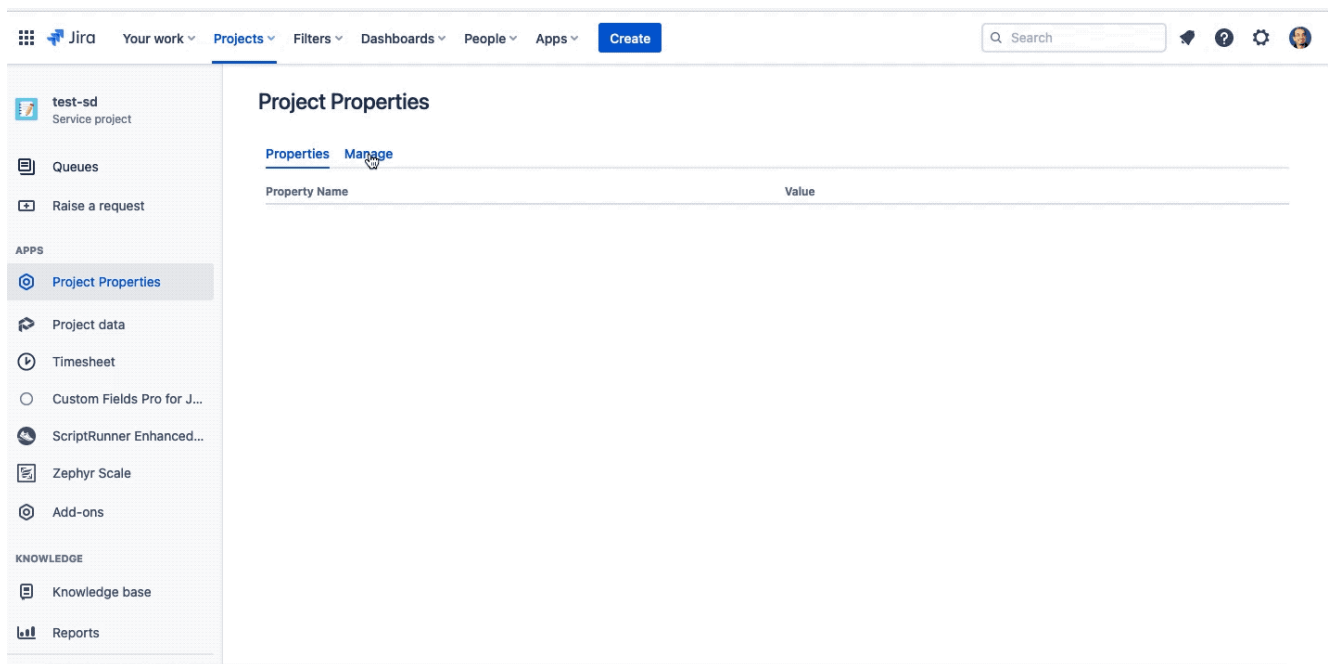 Jira Your work Projects Filters Dashboards People Apps Create Search
test-sd
Service project
Queues
Raise a request
APPS
Project Properties
Project data
Timesheet
Custom Fields Pro for J...
ScriptRunner Enhanced...
Zephyr Scale
Add-ons
KNOWLEDGE
Knowledge base
Reports
Project Properties
Properties Manage
Property Name Value